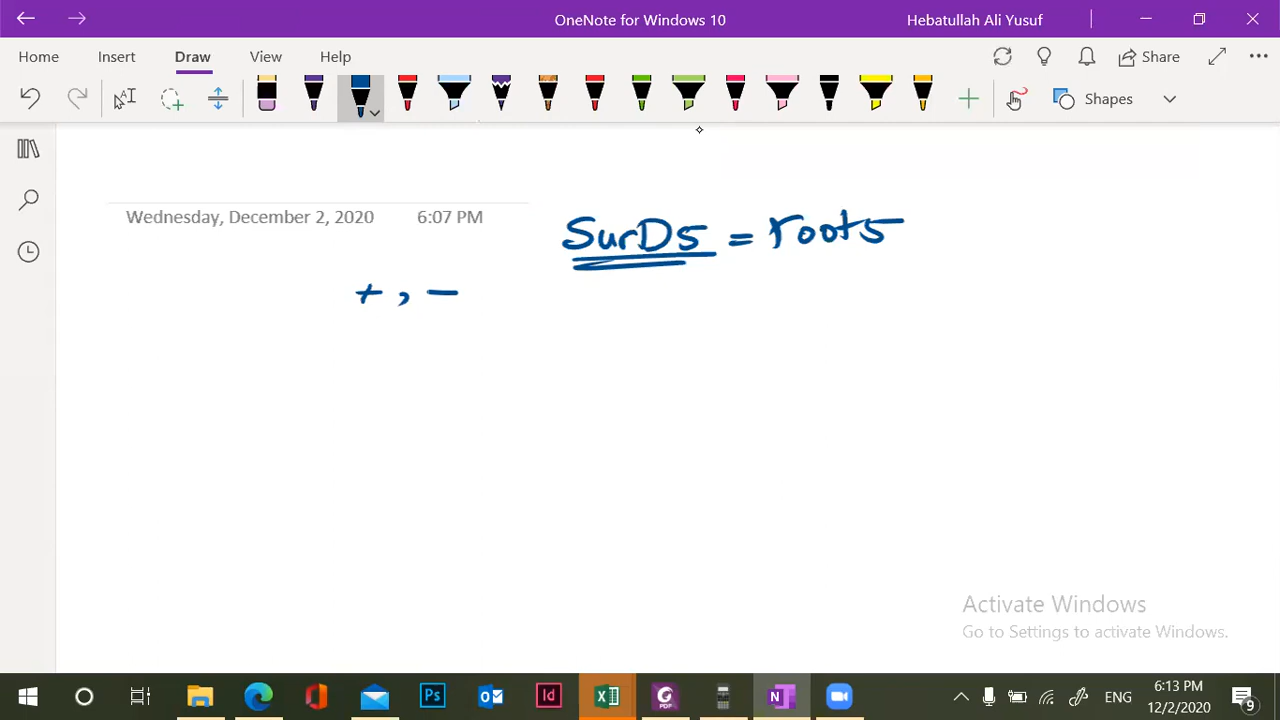 OneNote for Windows 10
Hebatullah Ali Yusuf
Home Insert Draw View Help
Share
Shapes
Wednesday, December 2, 2020 6:07 PM
SurDs = roots
+ , −
Activate Windows
Go to Settings to activate Windows.
ENG
6:13 PM
12/2/2020
9